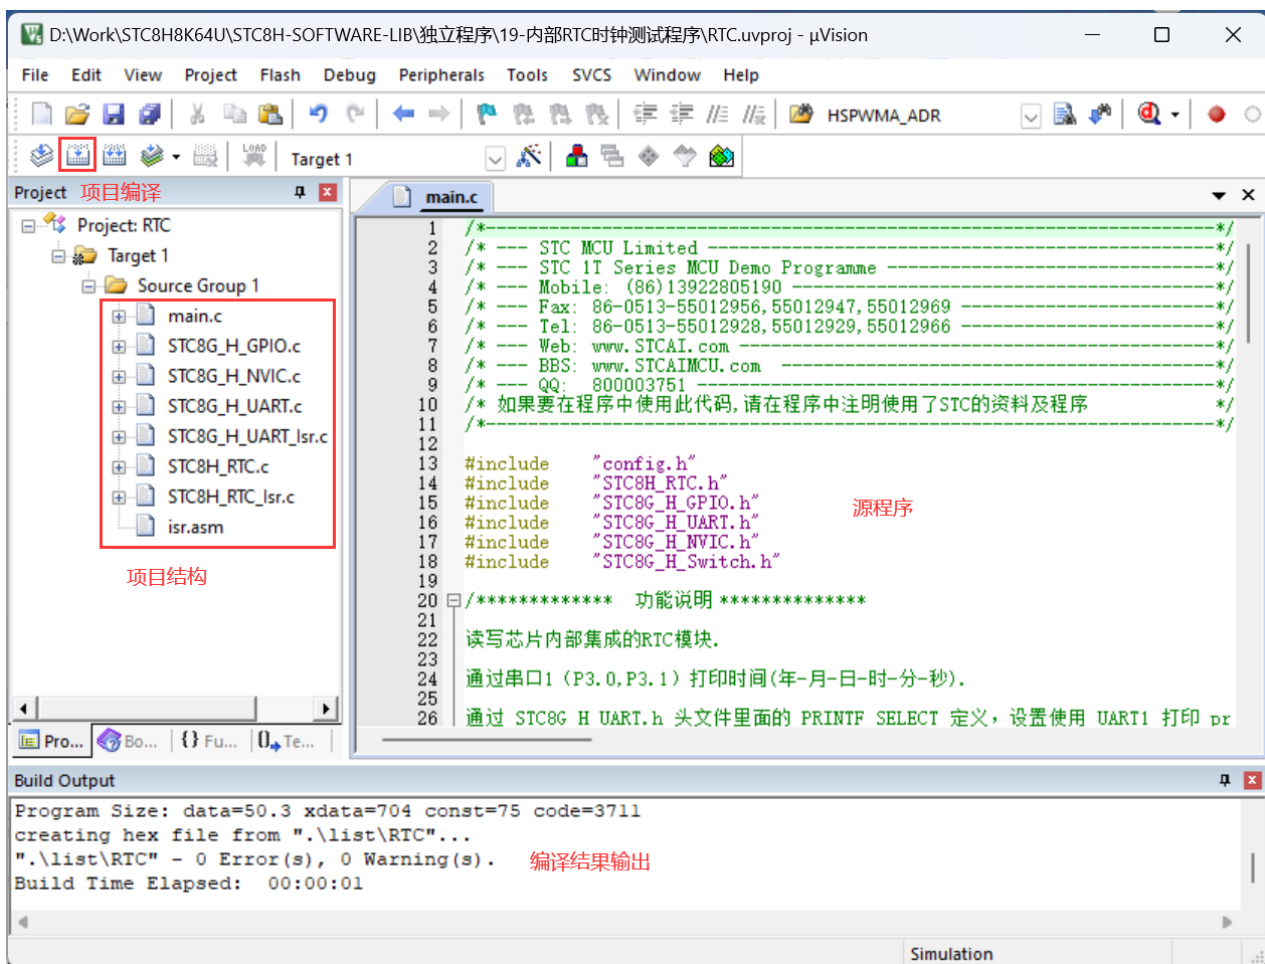 D:\Work\STC8H8K64U\STC8H-SOFTWARE-LIB\独立程序\19-内部RTC时钟测试程序\RTC.uvproj - µVision
File Edit View Project Flash Debug Peripherals Tools SVCS Window Help
HSPWMA_ADR
LOAD Target 1
Project 项目编译
main.c
Project: RTC
Target 1
Source Group 1
main.c
STC8G_H_GPIO.c
STC8G_H_NVIC.c
STC8G_H_UART.c
STC8G_H_UART_Isr.c
STC8H_RTC.c
STC8H_RTC_Isr.c
isr.asm
项目结构
1 /*---------------------------------------------------------------------*/
2 /* --- STC MCU Limited ------------------------------------------------*/
3 /* --- STC 1T Series MCU Demo Programme -------------------------------*/
4 /* --- Mobile: (86)13922805190 ----------------------------------------*/
5 /* --- Fax: 86-0513-55012956,55012947,55012969 ------------------------*/
6 /* --- Tel: 86-0513-55012928,55012929,55012966 ------------------------*/
7 /* --- Web: www.STCAI.com ---------------------------------------------*/
8 /* --- BBS: www.STCAIMCU.com -----------------------------------------*/
9 /* --- QQ:  800003751 -------------------------------------------------*/
10 /* 如果要在程序中使用此代码,请在程序中注明使用了STC的资料及程序 */
11 /*---------------------------------------------------------------------*/
12
13 #include "config.h"
14 #include "STC8H_RTC.h"
15 #include "STC8G_H_GPIO.h"
16 #include "STC8G_H_UART.h"
17 #include "STC8G_H_NVIC.h"
18 #include "STC8G_H_Switch.h"
源程序
19
20 /************* 功能说明 **************
21
22 读写芯片内部集成的RTC模块.
23
24 通过串口1（P3.0,P3.1）打印时间(年-月-日-时-分-秒).
25
26 通过 STC8G_H_UART.h 头文件里面的 PRINTF_SELECT 定义，设置使用 UART1 打印 pr
Pro... Bo... {} Fu... Te...
Build Output
Program Size: data=50.3 xdata=704 const=75 code=3711
creating hex file from ".\list\RTC"...
".\list\RTC" - 0 Error(s), 0 Warning(s).
编译结果输出
Build Time Elapsed:  00:00:01
Simulation